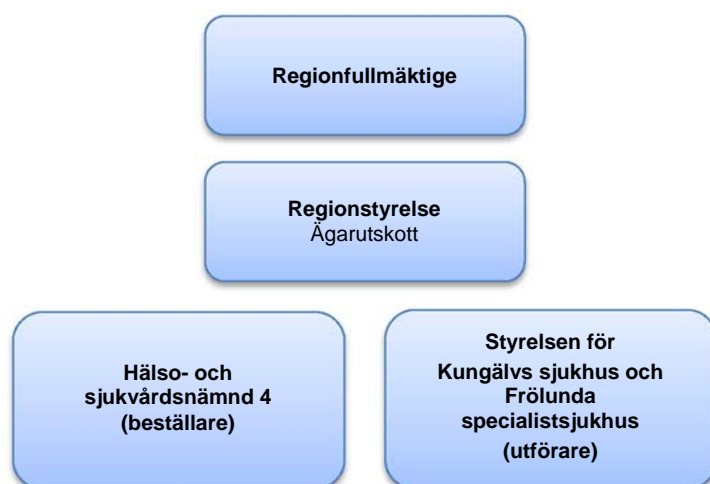 Regionfullmäktige
Regionstyrelse
Ägarutskott
Hälso- och
sjukvårdsnämnd 4
(beställare)
Styrelsen för
Kungälvs sjukhus och
Frölunda
specialistsjukhus
(utförare)